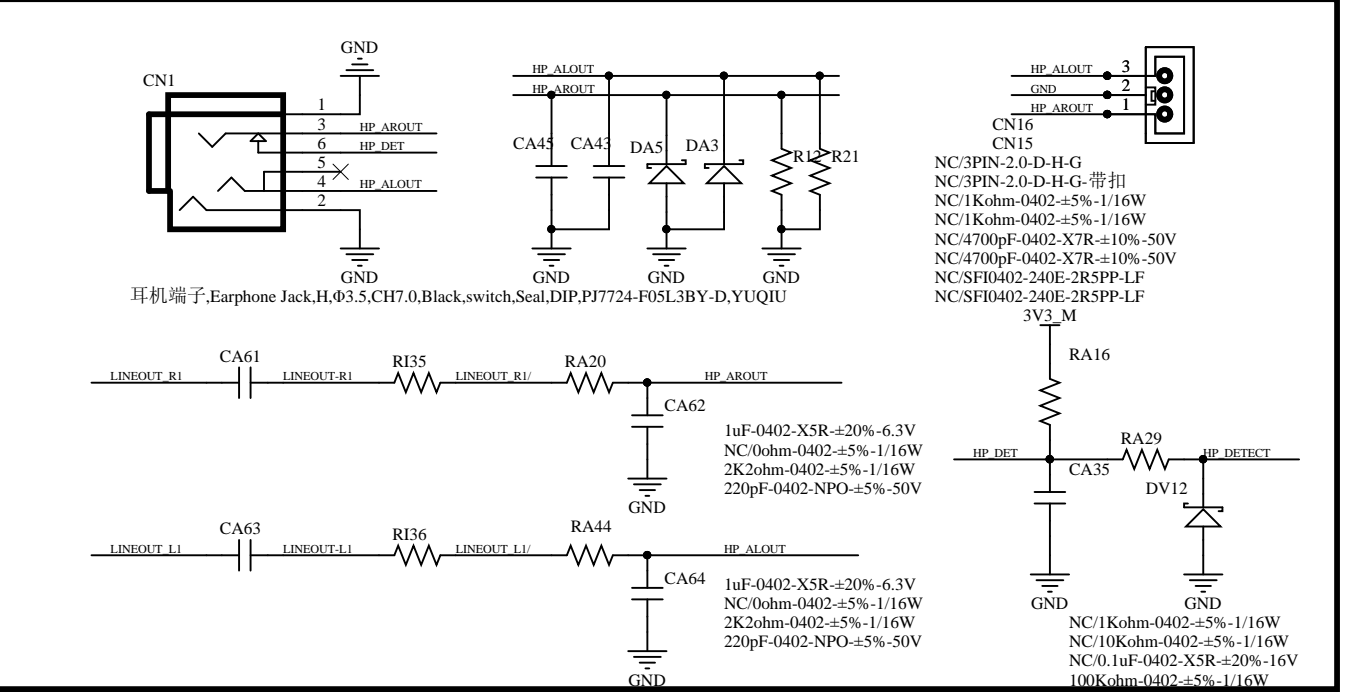 GND
CN1
1
3 HP_AROUT
6 HP_DET
5
4 HP_ALOUT
2
GND
耳机端子,Earphone Jack,H,Φ3.5,CH7.0,Black,switch,Seal,DIP,PJ7724-F05L3BY-D,YUQIU
HP_ALOUT
HP_AROUT
CA45 CA43 DA5 DA3 R12 R21
GND GND GND
HP_ALOUT 3
GND 2
HP_AROUT 1
CN16
CN15
NC/3PIN-2.0-D-H-G
NC/3PIN-2.0-D-H-G-带扣
NC/1Kohm-0402-±5%-1/16W
NC/1Kohm-0402-±5%-1/16W
NC/4700pF-0402-X7R-±10%-50V
NC/4700pF-0402-X7R-±10%-50V
NC/SFI0402-240E-2R5PP-LF
NC/SFI0402-240E-2R5PP-LF
CA61 RI35 RA20
LINEOUT_R1 LINEOUT-R1 LINEOUT_R1/ HP_AROUT
CA62
1uF-0402-X5R-±20%-6.3V
NC/0ohm-0402-±5%-1/16W
2K2ohm-0402-±5%-1/16W
220pF-0402-NPO-±5%-50V
GND
CA63 RI36 RA44
LINEOUT_L1 LINEOUT-L1 LINEOUT_L1/ HP_ALOUT
CA64
1uF-0402-X5R-±20%-6.3V
NC/0ohm-0402-±5%-1/16W
2K2ohm-0402-±5%-1/16W
220pF-0402-NPO-±5%-50V
GND
3V3_M
RA16
RA29
HP_DET HP_DETECT
CA35
DV12
GND GND
NC/1Kohm-0402-±5%-1/16W
NC/10Kohm-0402-±5%-1/16W
NC/0.1uF-0402-X5R-±20%-16V
100Kohm-0402-±5%-1/16W